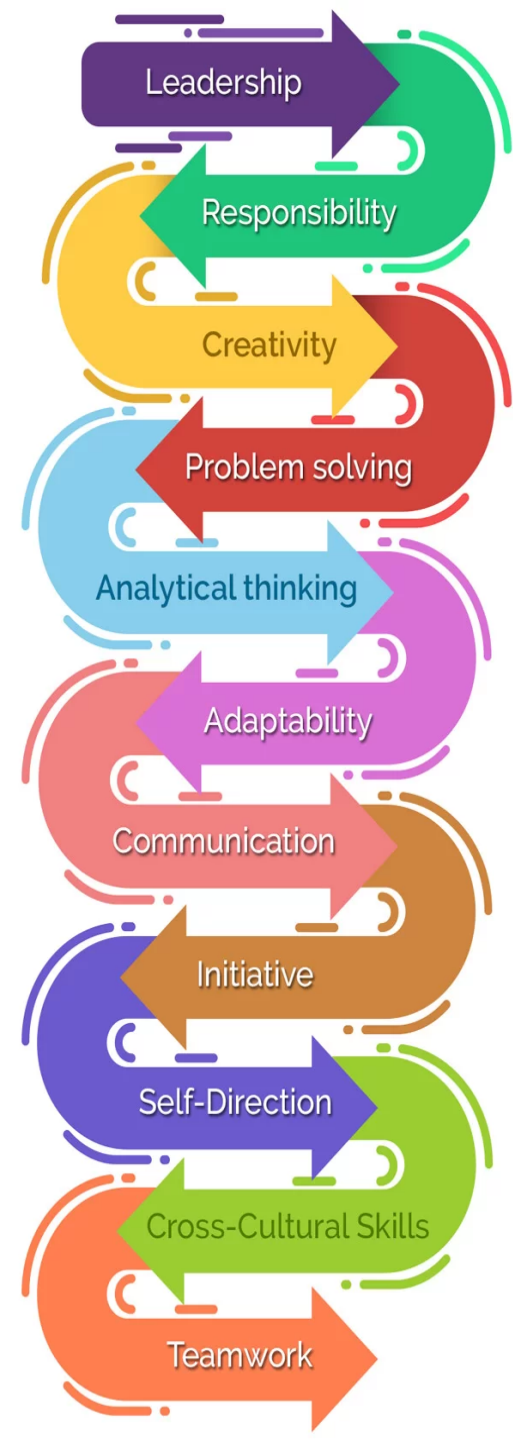 Leadership
Responsibility
Creativity
Problem solving
Analytical thinking
Adaptability
Communication
Initiative
Self-Direction
Cross-Cultural Skills
Teamwork